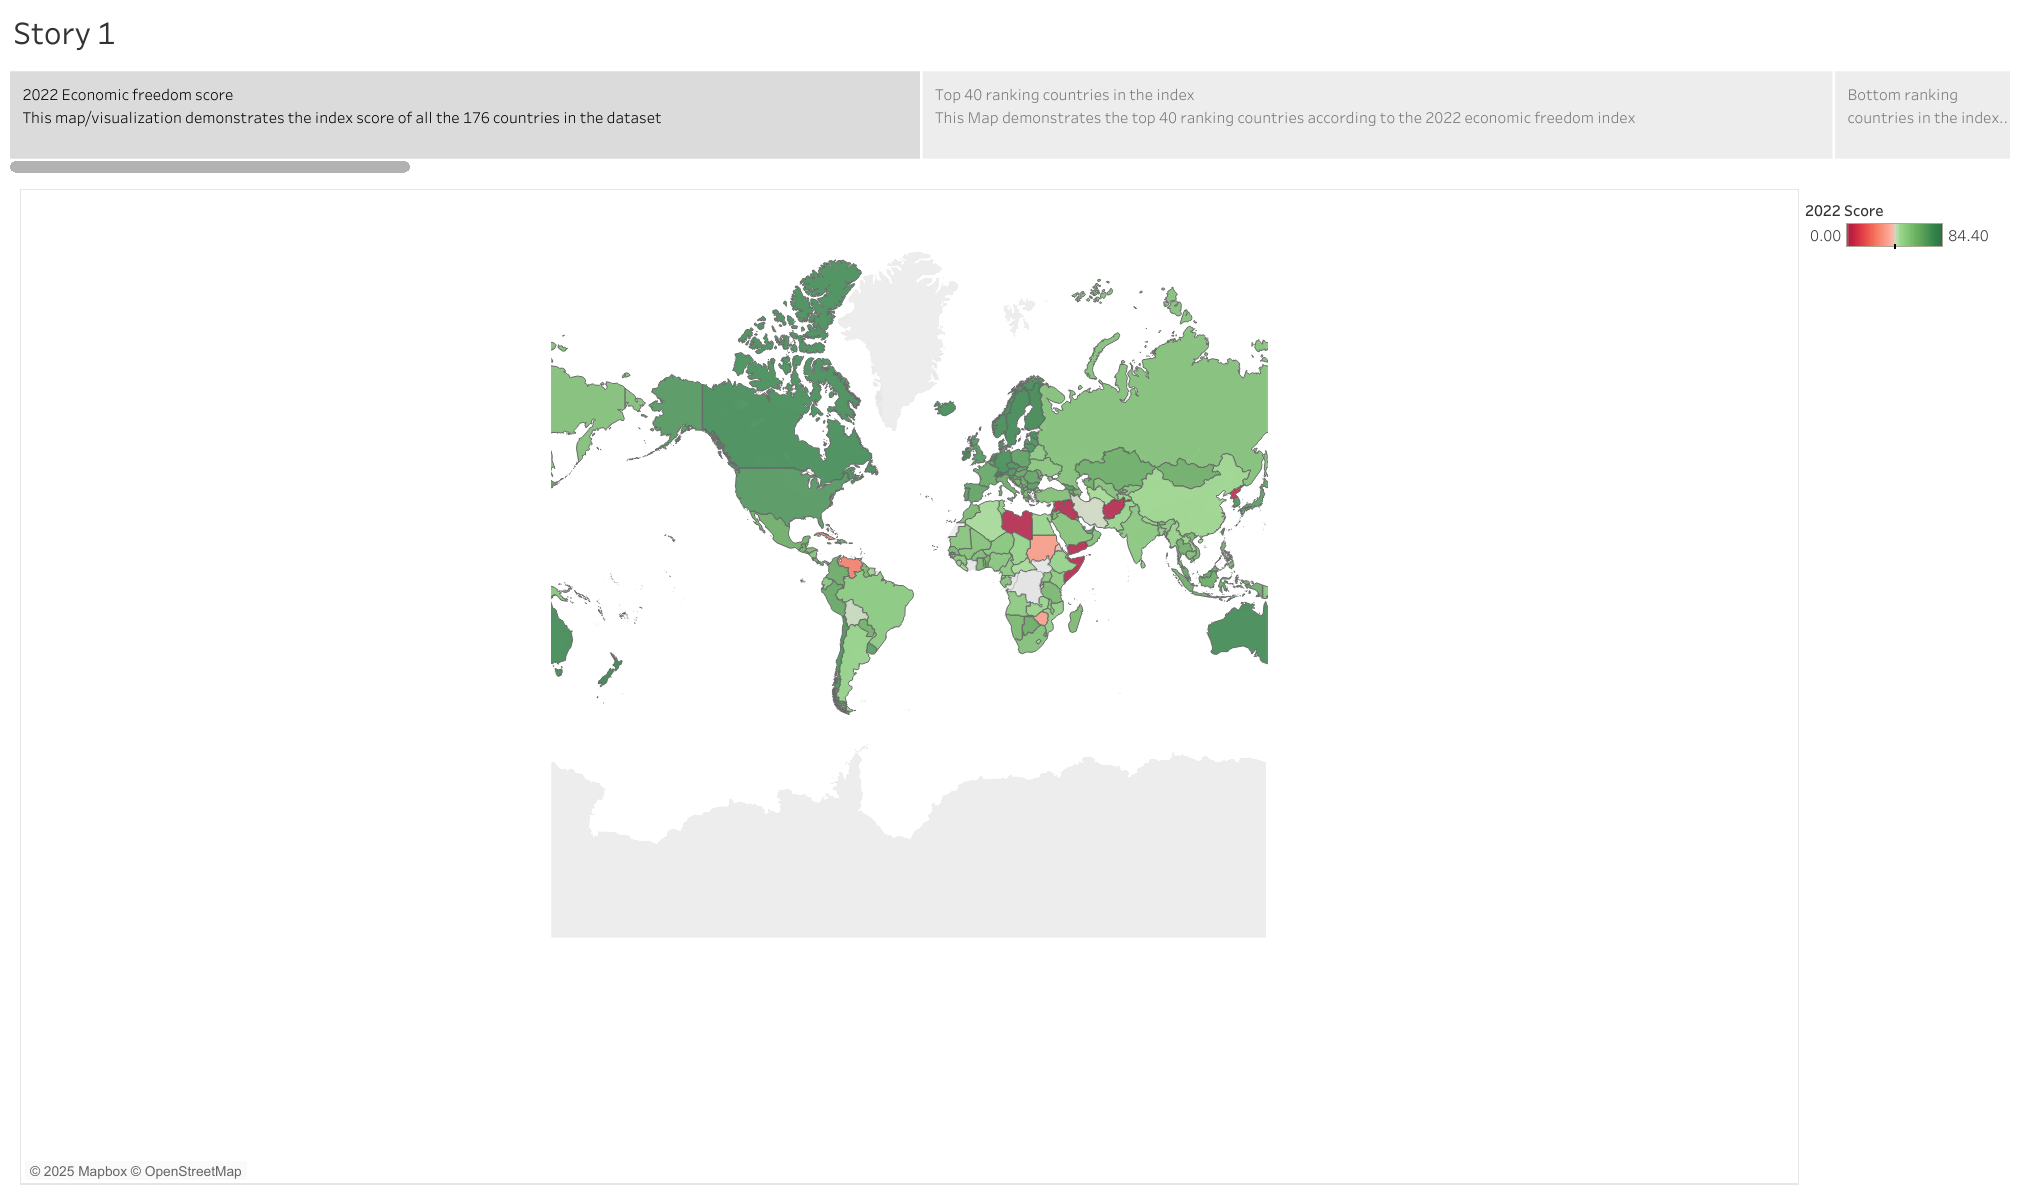 Story 1
2022 Economic freedom score
This map/visualization demonstrates the index score of all the 176 countries in the dataset
Top 40 ranking countries in the index
This Map demonstrates the top 40 ranking countries according to the 2022 economic freedom index
Bottom ranking
countries in the index..
2022 Score
0.00
84.40
© 2025 Mapbox © OpenStreetMap